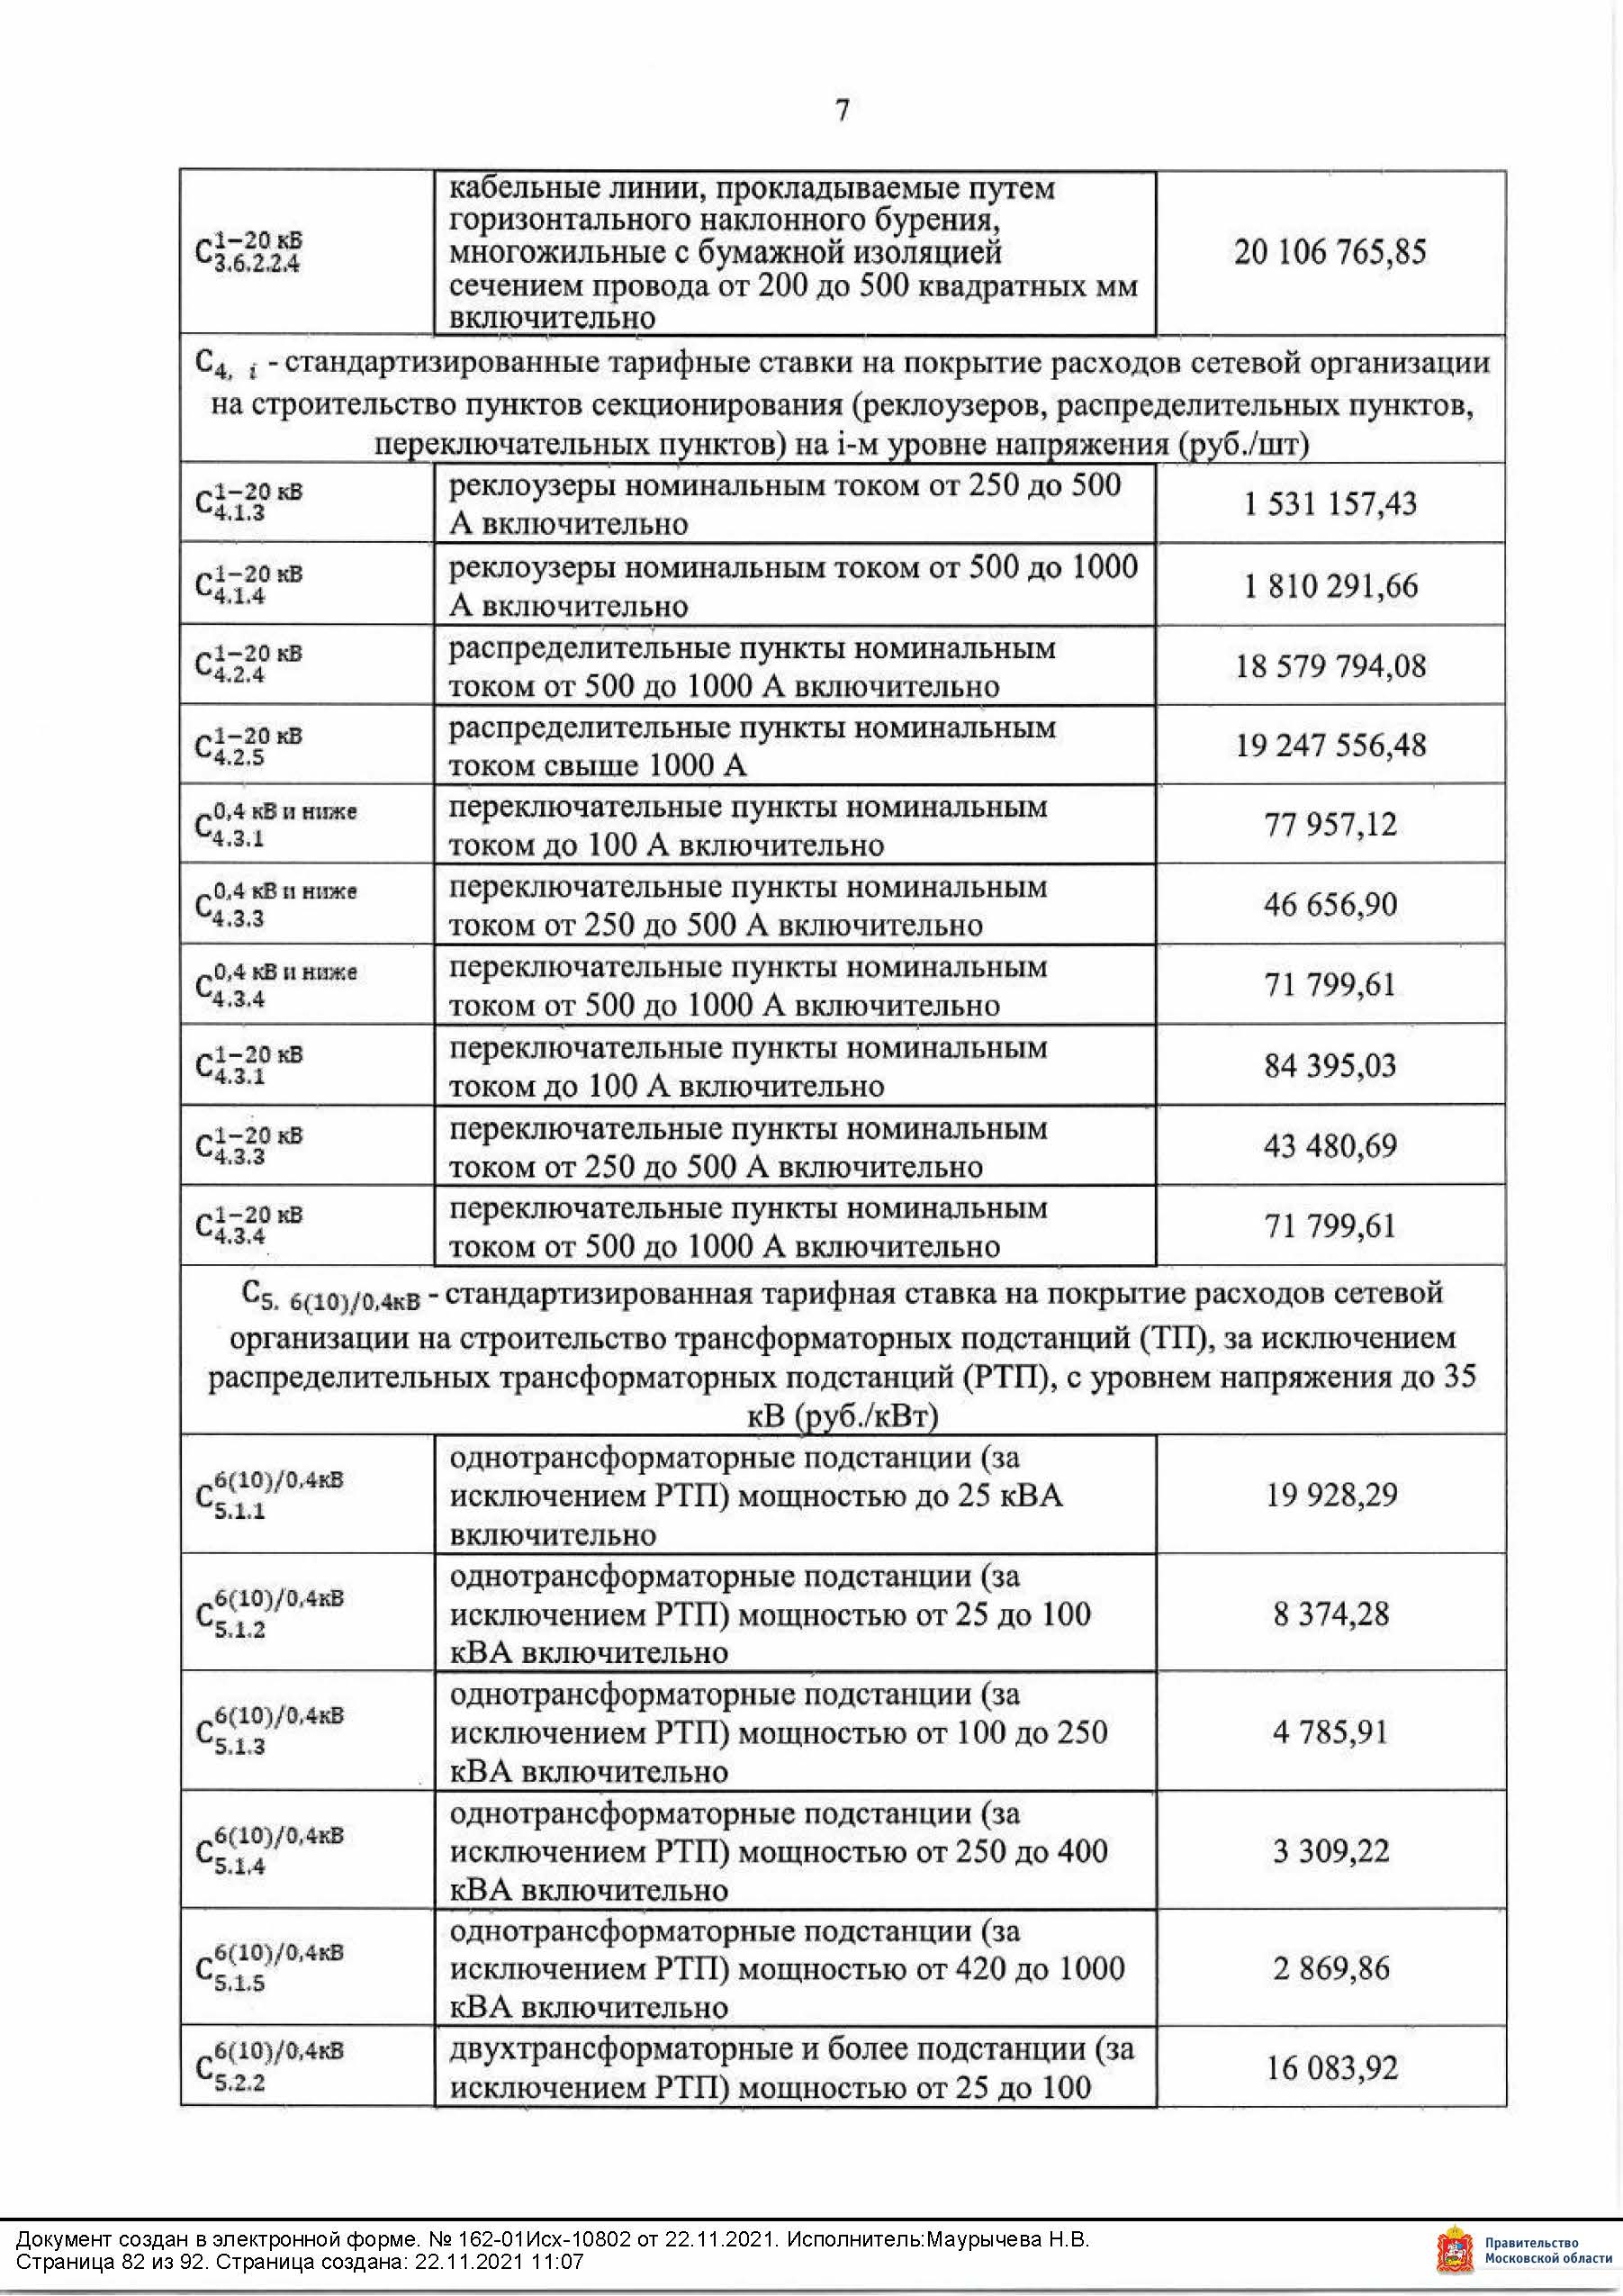 7
С 1–20 кВ 3.6.2.2.4
кабельные линии, прокладываемые путем
горизонтального наклонного бурения,
многожильные с бумажной изоляцией
сечением провода от 200 до 500 квадратных мм
включительно
20 106 765,85
С4, i - стандартизированные тарифные ставки на покрытие расходов сетевой организации
на строительство пунктов секционирования (реклоузеров, распределительных пунктов,
переключательных пунктов) на i-м уровне напряжения (руб./шт)
С 1–20 кВ 4.1.3
реклоузеры номинальным током от 250 до 500
А включительно
1 531 157,43
С 1–20 кВ 4.1.4
реклоузеры номинальным током от 500 до 1000
А включительно
1 810 291,66
С 1–20 кВ 4.2.4
распределительные пункты номинальным
током от 500 до 1000 А включительно
18 579 794,08
С 1–20 кВ 4.2.5
распределительные пункты номинальным
током свыше 1000 А
19 247 556,48
С 0,4 кВ и ниже 4.3.1
переключательные пункты номинальным
током до 100 А включительно
77 957,12
С 0,4 кВ и ниже 4.3.3
переключательные пункты номинальным
током от 250 до 500 А включительно
46 656,90
С 0,4 кВ и ниже 4.3.4
переключательные пункты номинальным
током от 500 до 1000 А включительно
71 799,61
С 1–20 кВ 4.3.1
переключательные пункты номинальным
током до 100 А включительно
84 395,03
С 1–20 кВ 4.3.3
переключательные пункты номинальным
током от 250 до 500 А включительно
43 480,69
С 1–20 кВ 4.3.4
переключательные пункты номинальным
током от 500 до 1000 А включительно
71 799,61
С5. 6(10)/0,4кВ - стандартизированная тарифная ставка на покрытие расходов сетевой
организации на строительство трансформаторных подстанций (ТП), за исключением
распределительных трансформаторных подстанций (РТП), с уровнем напряжения до 35
кВ (руб./кВт)
С 6(10)/0,4кВ 5.1.1
однотрансформаторные подстанции (за
исключением РТП) мощностью до 25 кВА
включительно
19 928,29
С 6(10)/0,4кВ 5.1.2
однотрансформаторные подстанции (за
исключением РТП) мощностью от 25 до 100
кВА включительно
8 374,28
С 6(10)/0,4кВ 5.1.3
однотрансформаторные подстанции (за
исключением РТП) мощностью от 100 до 250
кВА включительно
4 785,91
С 6(10)/0,4кВ 5.1.4
однотрансформаторные подстанции (за
исключением РТП) мощностью от 250 до 400
кВА включительно
3 309,22
С 6(10)/0,4кВ 5.1.5
однотрансформаторные подстанции (за
исключением РТП) мощностью от 420 до 1000
кВА включительно
2 869,86
С 6(10)/0,4кВ 5.2.2
двухтрансформаторные и более подстанции (за
исключением РТП) мощностью от 25 до 100
16 083,92
Документ создан в электронной форме. № 162-01Исх-10802 от 22.11.2021. Исполнитель:Маурычева Н.В.
Страница 82 из 92. Страница создана: 22.11.2021 11:07
Правительство
Московской области